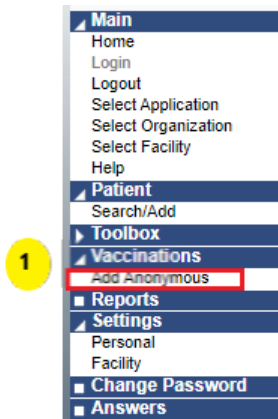 Main
Home
Login
Logout
Select Application
Select Organization
Select Facility
Help
Patient
Search/Add
Toolbox
1 Vaccinations
Add Anonymous
Reports
Settings
Personal
Facility
Change Password
Answers